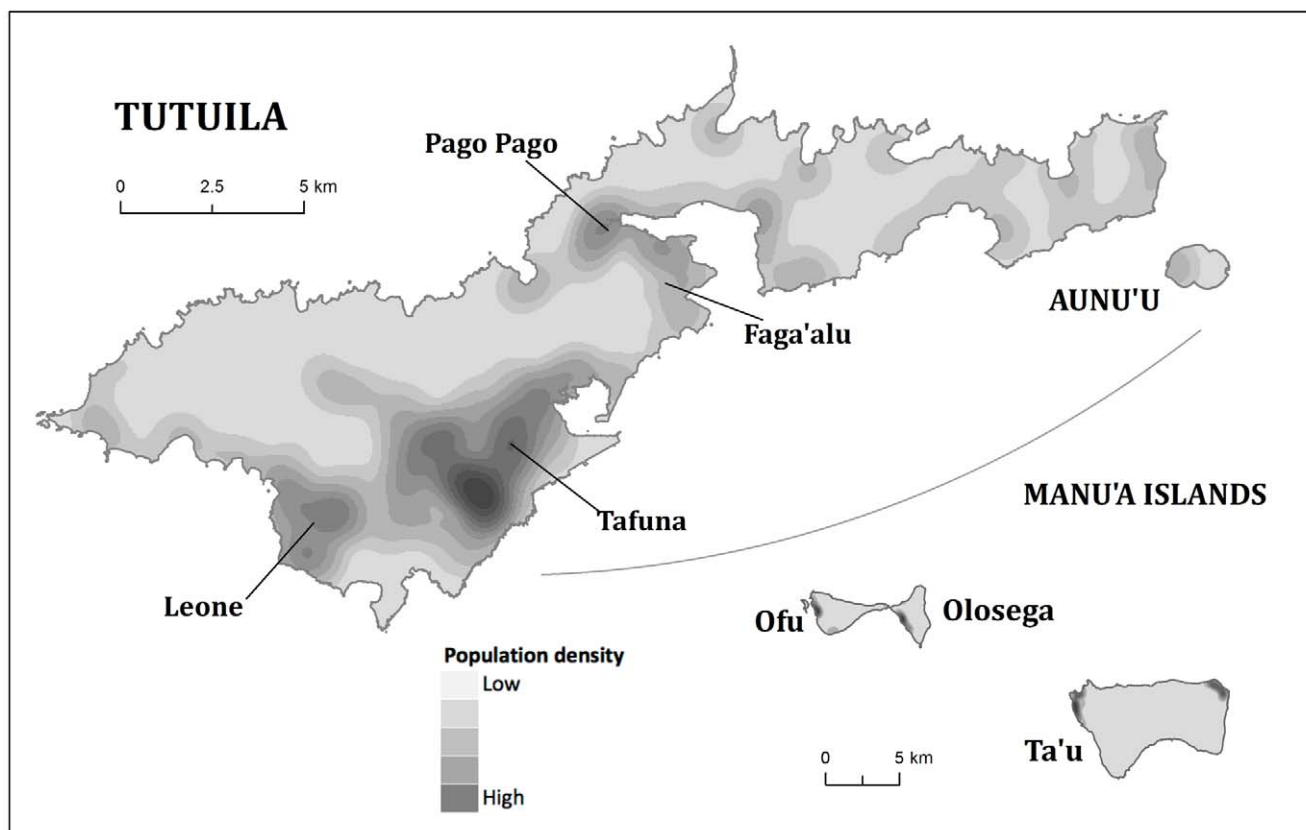 TUTUILA
0 2.5 5 km
Pago Pago
Faga'alu
AUNU'U
MANU'A ISLANDS
Tafuna
Leone
Ofu
Olosega
Ta'u
0 5 km
Population density
Low
High